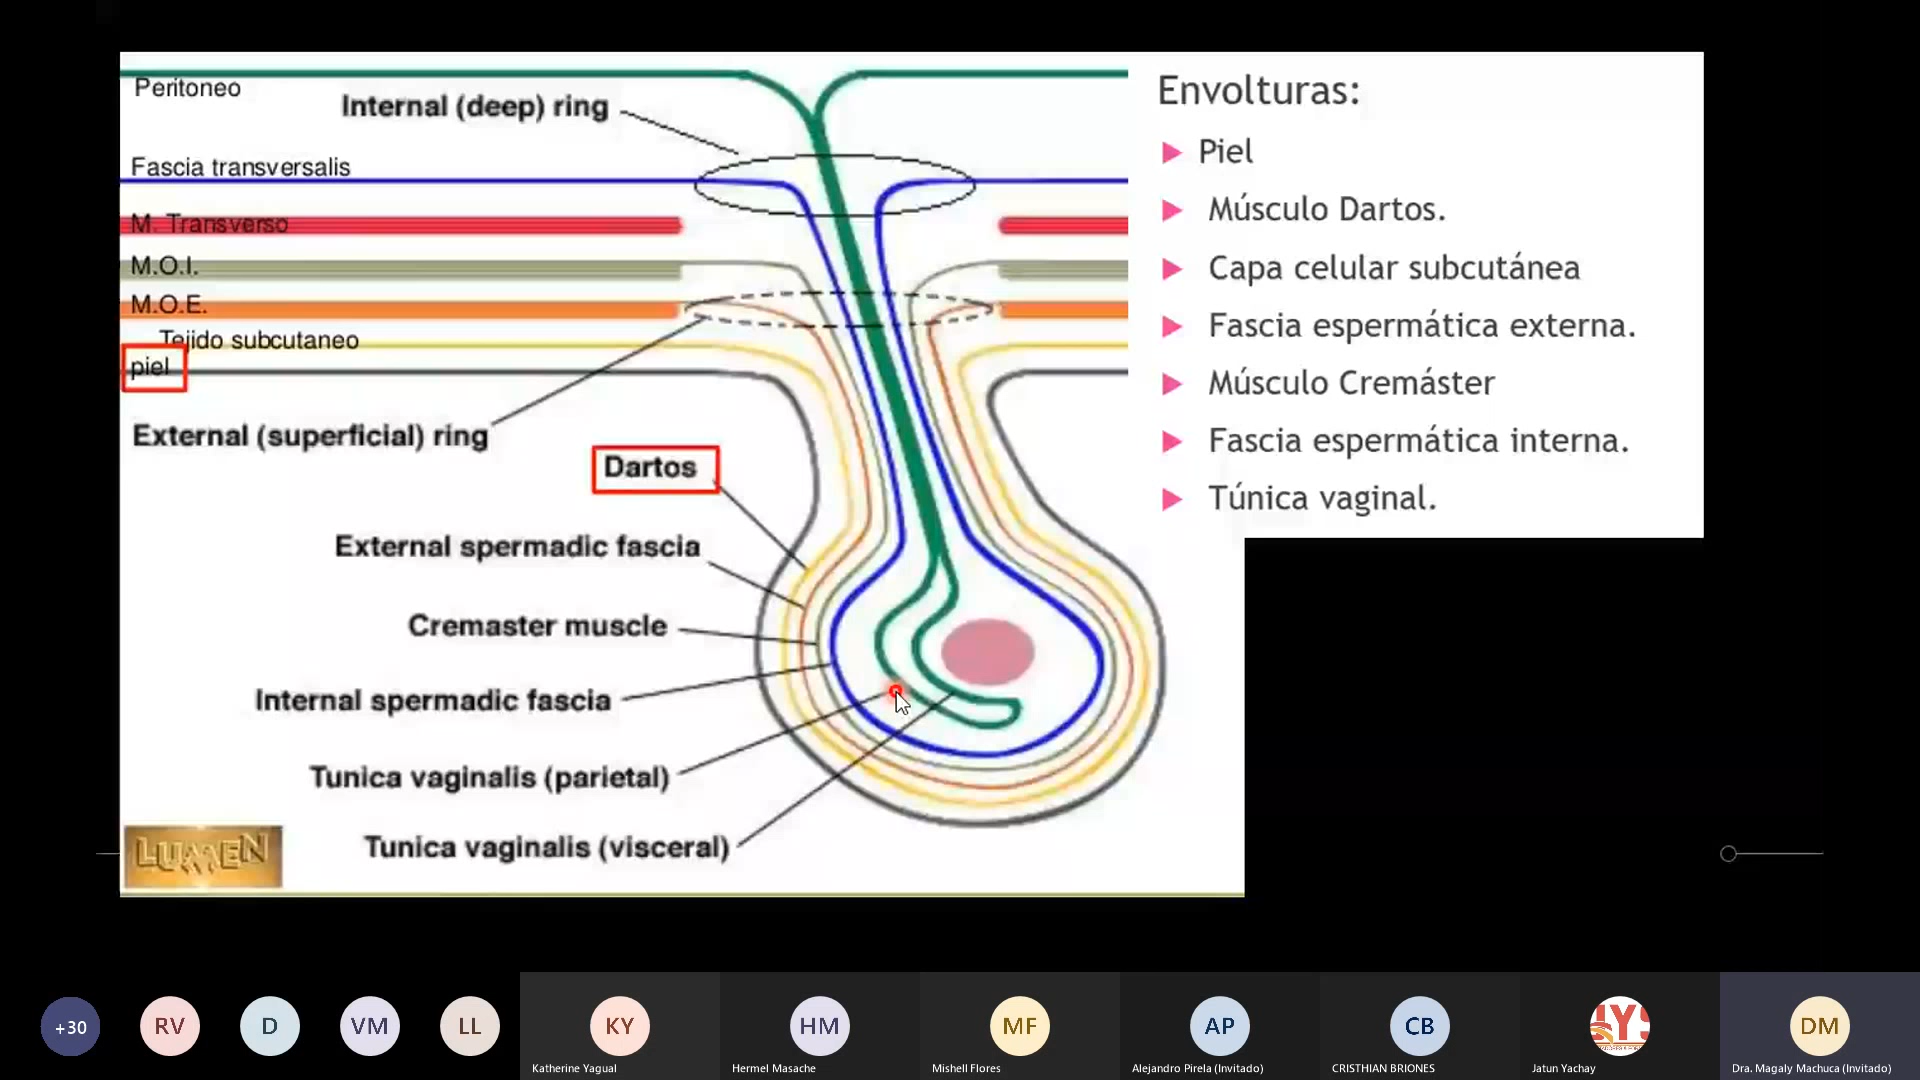 Peritoneo
Internal (deep) ring
Fascia transversalis
M. Transverso
M.O.I.
M.O.E.
Tejido subcutaneo
piel
External (superficial) ring
Dartos
External spermadic fascia
Cremaster muscle
Internal spermadic fascia
Tunica vaginalis (parietal)
Tunica vaginalis (visceral)
LUMEN
Envolturas:
Piel
Músculo Dartos.
Capa celular subcutánea
Fascia espermática externa.
Músculo Cremáster
Fascia espermática interna.
Túnica vaginal.
+30
RV
D
VM
LL
KY
Katherine Yagual
HM
Hermel Masache
MF
Mishell Flores
AP
Alejandro Pirela (Invitado)
CB
CRISTHIAN BRIONES
Jatun Yachay
DM
Dra. Magaly Machuca (Invitado)